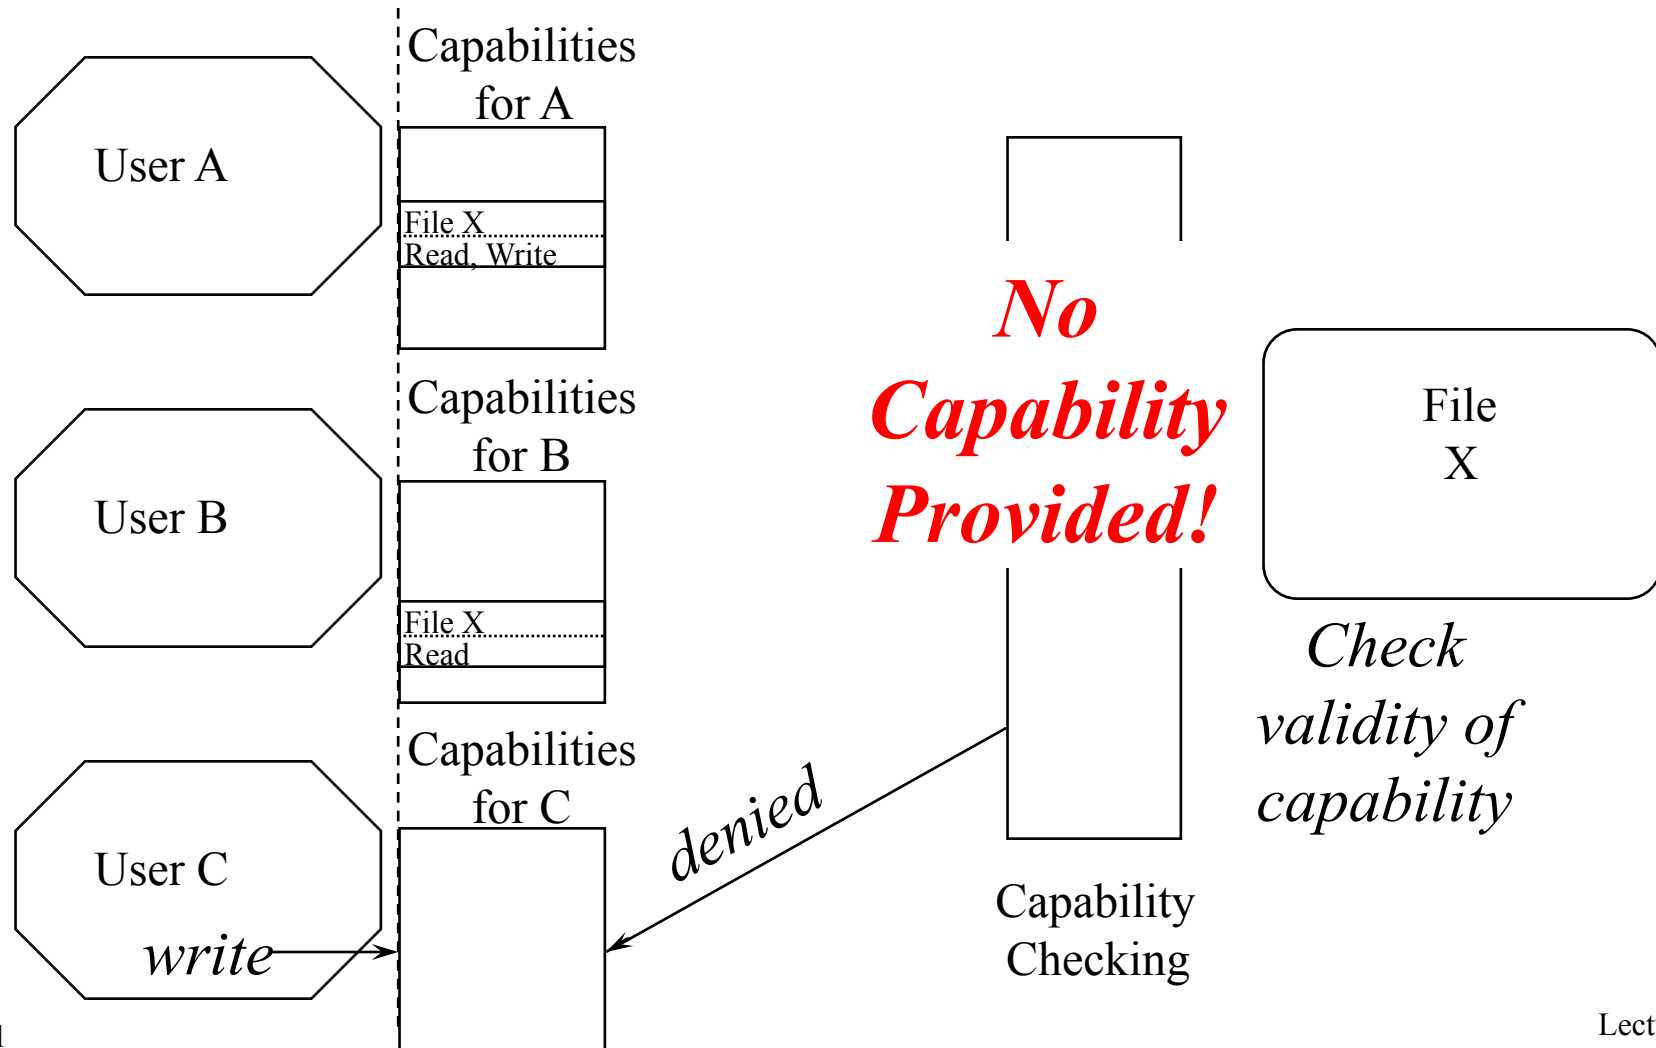 Capabilities
for A
User A
File X
Read, Write
Capabilities
for B
User B
File X
Read
Capabilities
for C
User C
write
denied
No
Capability
Provided!
Capability
Checking
File
X
Check
validity of
capability
Lect